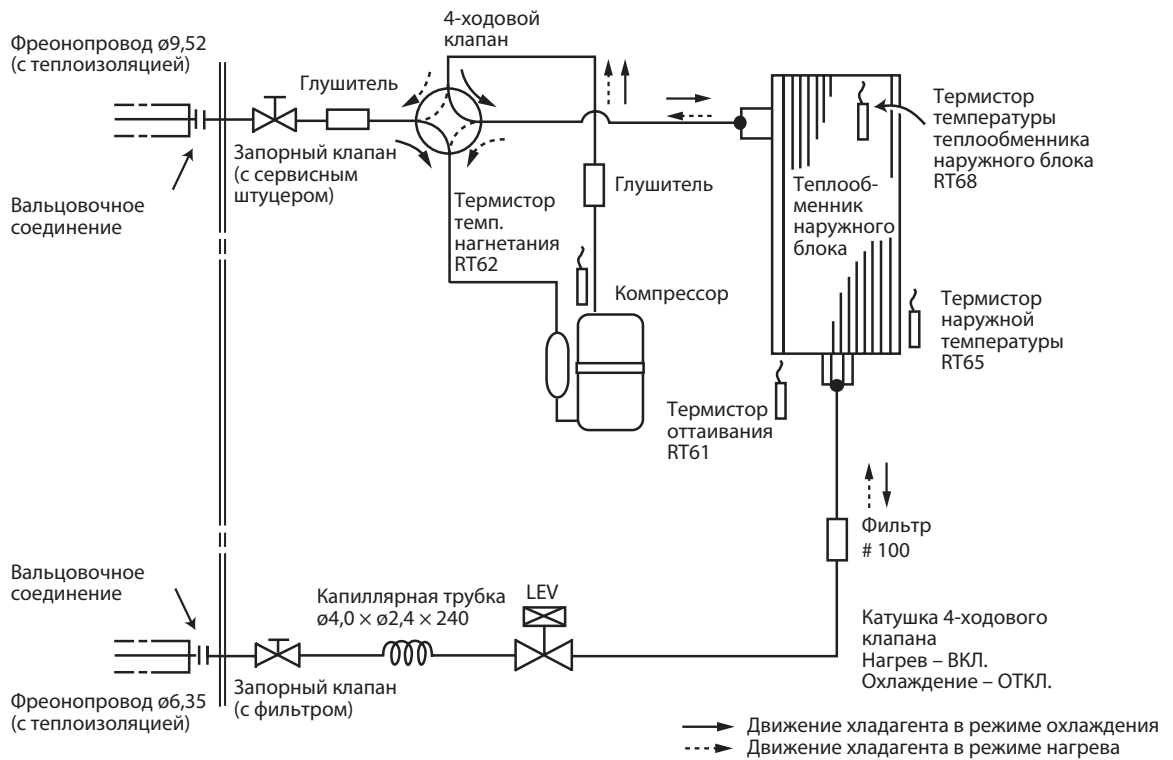 4-ходовой
клапан
Фреонопровод ø9,52
(с теплоизоляцией)
Глушитель
Запорный клапан
(с сервисным
штуцером)
Вальцовочное
соединение
Термистор
темп.
нагнетания
RT62
Глушитель
Компрессор
Теплооб-
менник
наружного
блока
Термистор
температуры
теплообменника
наружного блока
RT68
Термистор
наружной
температуры
RT65
Термистор
оттаивания
RT61
Фильтр
# 100
Вальцовочное
соединение
Капиллярная трубка
ø4,0 × ø2,4 × 240
LEV
Катушка 4-ходового
клапана
Нагрев – ВКЛ.
Охлаждение – ОТКЛ.
Фреонопровод ø6,35
(с теплоизоляцией)
Запорный клапан
(с фильтром)
Движение хладагента в режиме охлаждения
Движение хладагента в режиме нагрева